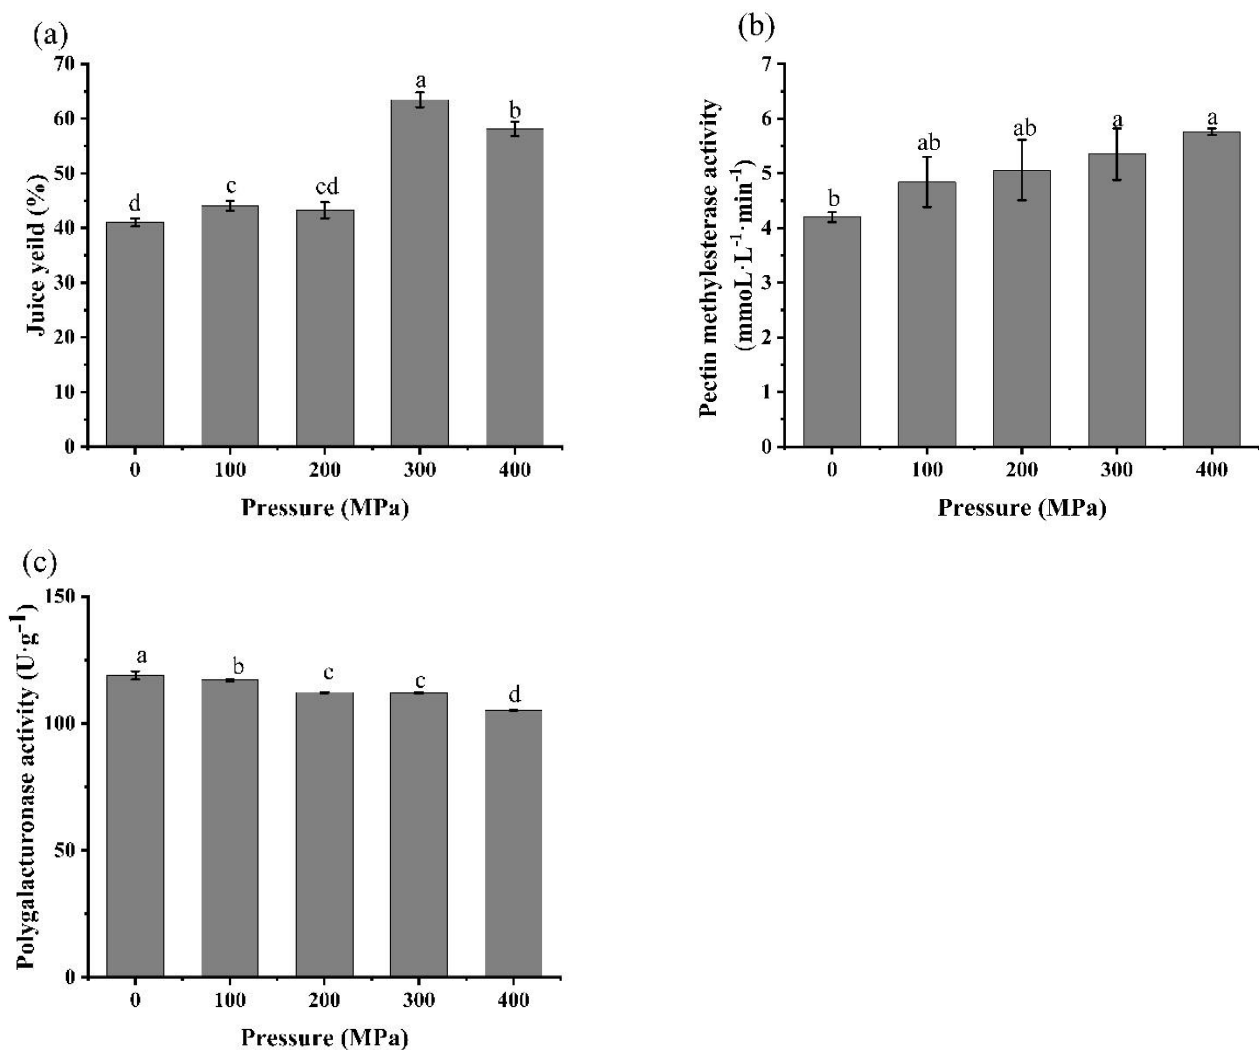 (a)
70
60
50
40
30
20
10
0
Juice yeild (%)
d
c
cd
a
b
0 100 200 300 400
Pressure (MPa)
(b)
7
6
5
4
3
2
1
0
Pectin methylesterase activity
(mmoL·L⁻¹·min⁻¹)
b
ab
ab
a
a
0 100 200 300 400
Pressure (MPa)
(c)
150
100
50
0
Polygalacturonase activity (U·g⁻¹)
a
b
c
c
d
0 100 200 300 400
Pressure (MPa)